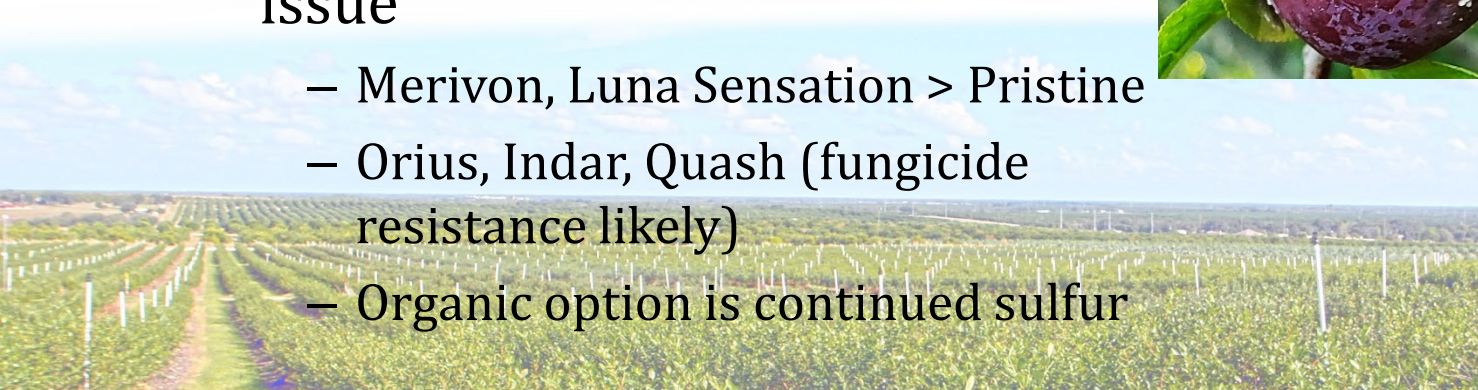 issue
– Merivon, Luna Sensation > Pristine
– Orius, Indar, Quash (fungicide
resistance likely)
– Organic option is continued sulfur